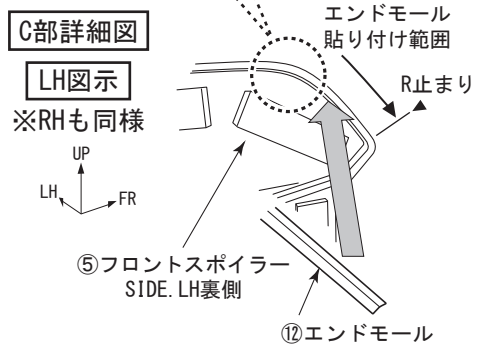 C部詳細図
LH図示
※RHも同様
エンドモール
貼り付け範囲
R止まり
UP
LH
FR
⑤フロントスポイラー
SIDE.LH裏側
⑫エンドモール